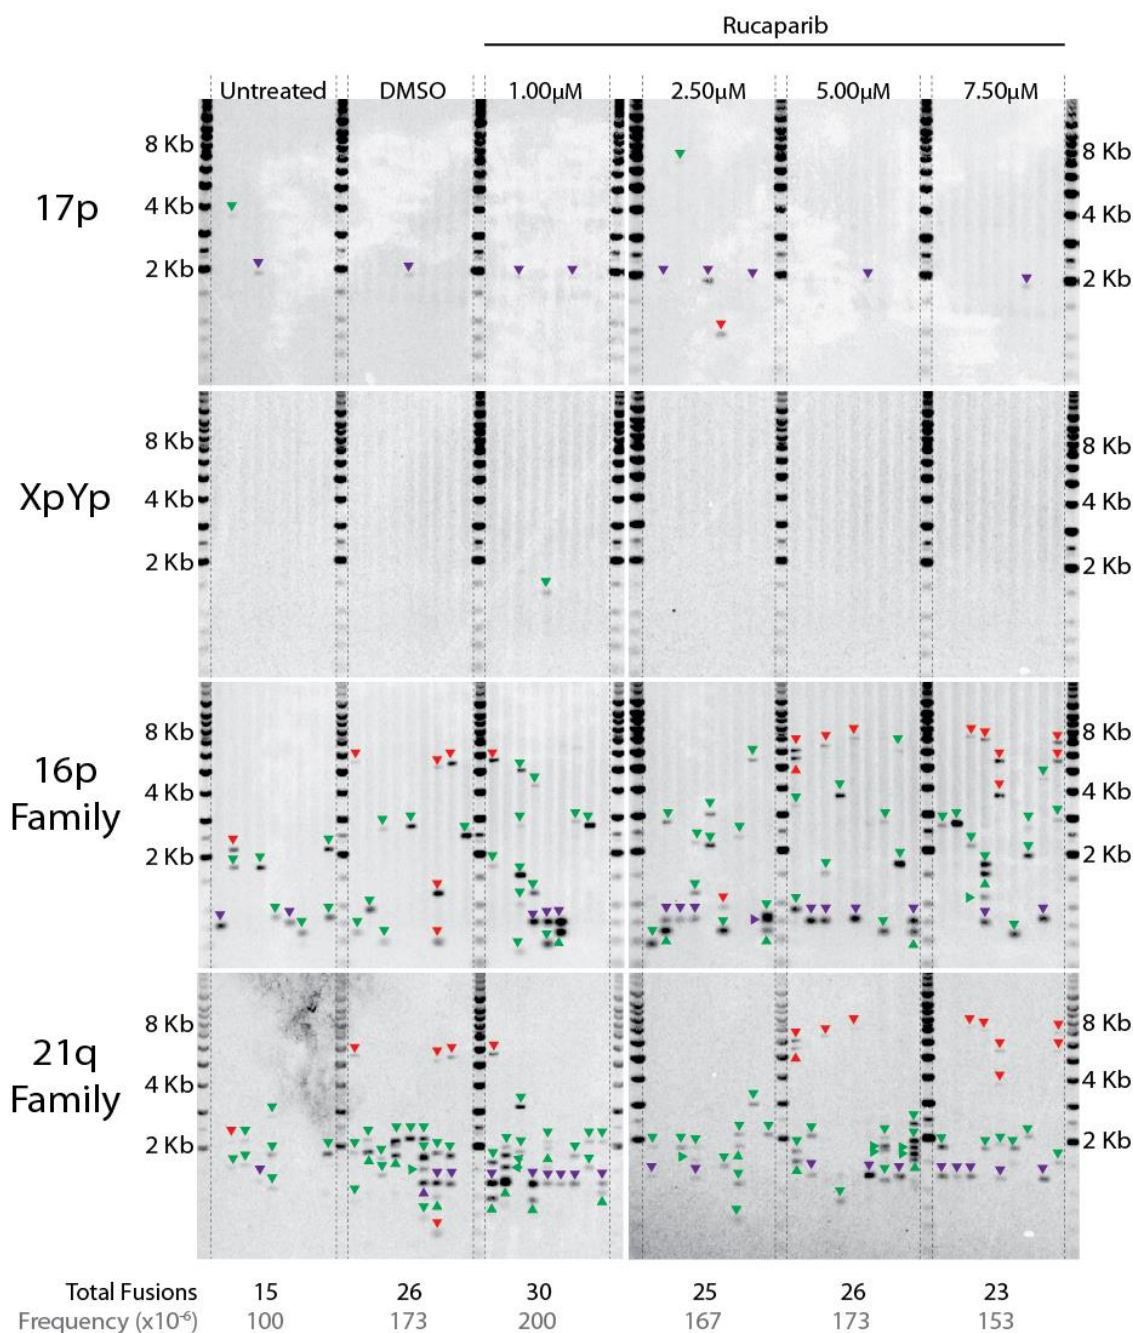 Rucaparib
Untreated DMSO 1.00µM 2.50µM 5.00µM 7.50µM
17p
8 Kb
4 Kb
2 Kb
8 Kb
4 Kb
2 Kb
XpYp
8 Kb
4 Kb
2 Kb
8 Kb
4 Kb
2 Kb
16p
Family
8 Kb
4 Kb
2 Kb
8 Kb
4 Kb
2 Kb
21q
Family
8 Kb
4 Kb
2 Kb
8 Kb
4 Kb
2 Kb
Total Fusions 15 26 30 25 26 23
Frequency (x10⁻⁶) 100 173 200 167 173 153